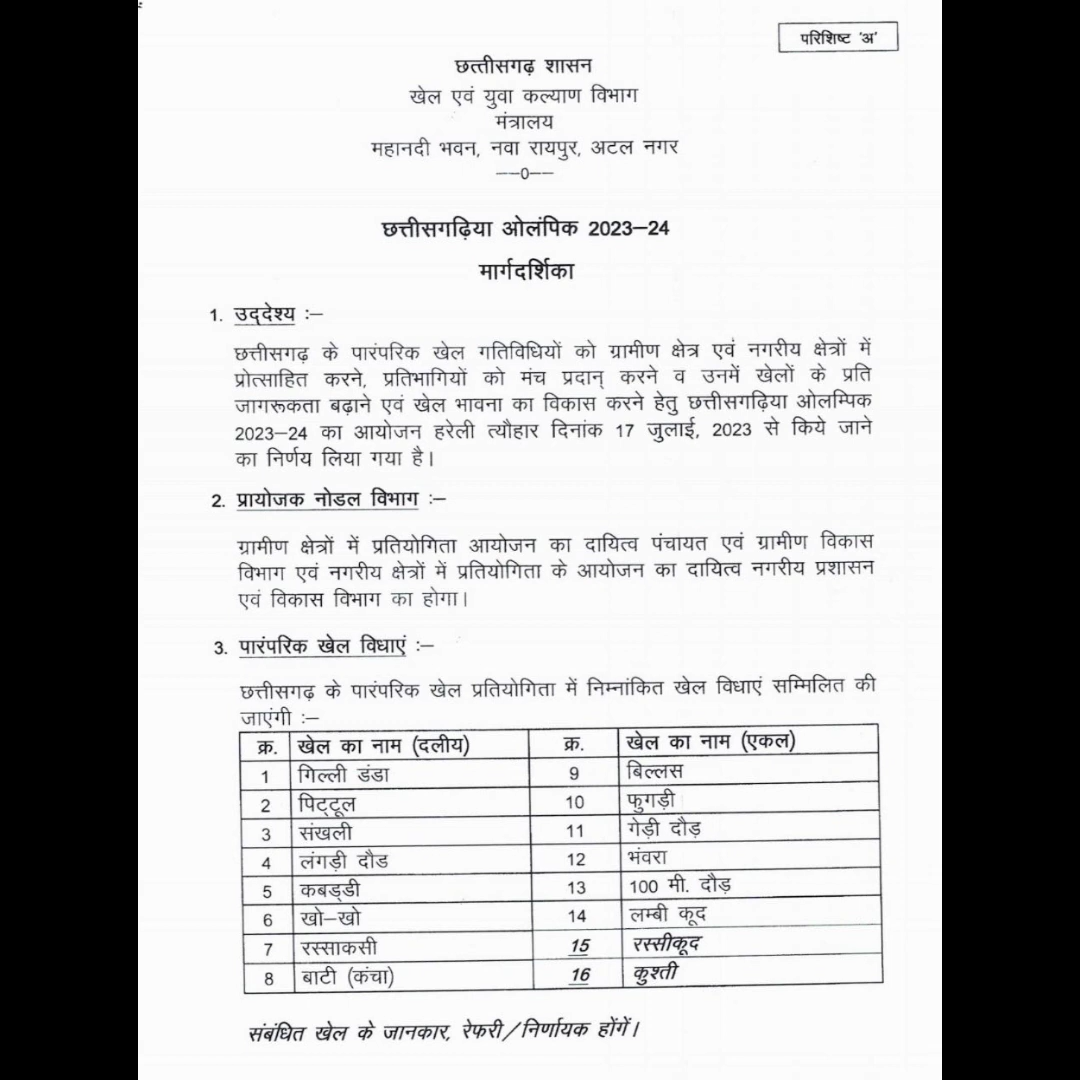 परिशिष्ट 'अ'
छत्तीसगढ़ शासन
खेल एवं युवा कल्याण विभाग
मंत्रालय
महानदी भवन, नवा रायपुर, अटल नगर
—0—
छत्तीसगढ़िया ओलंपिक 2023–24
मार्गदर्शिका
1. उद्देश्य :–
छत्तीसगढ़ के पारंपरिक खेल गतिविधियों को ग्रामीण क्षेत्र एवं नगरीय क्षेत्रों में
प्रोत्साहित करने, प्रतिभागियों को मंच प्रदान् करने व उनमें खेलों के प्रति
जागरूकता बढ़ाने एवं खेल भावना का विकास करने हेतु छत्तीसगढ़िया ओलम्पिक
2023–24 का आयोजन हरेली त्यौहार दिनांक 17 जुलाई, 2023 से किये जाने
का निर्णय लिया गया है।
2. प्रायोजक नोडल विभाग :–
ग्रामीण क्षेत्रों में प्रतियोगिता आयोजन का दायित्व पंचायत एवं ग्रामीण विकास
विभाग एवं नगरीय क्षेत्रों में प्रतियोगिता के आयोजन का दायित्व नगरीय प्रशासन
एवं विकास विभाग का होगा।
3. पारंपरिक खेल विधाएं :–
छत्तीसगढ़ के पारंपरिक खेल प्रतियोगिता में निम्नांकित खेल विधाएं सम्मिलित की
जाएंगी :–
क्र. खेल का नाम (दलीय) क्र. खेल का नाम (एकल)
1 गिल्ली डंडा 9 बिल्लस
2 पिट्टूल 10 फुगड़ी
3 संखली 11 गेड़ी दौड़
4 लंगड़ी दौड 12 भंवरा
5 कबड्डी 13 100 मी. दौड़
6 खो–खो 14 लम्बी कूद
7 रस्साकसी 15 रस्सीकूद
8 बाटी (कंचा) 16 कुश्ती
संबंधित खेल के जानकार, रेफरी/निर्णायक होंगें।